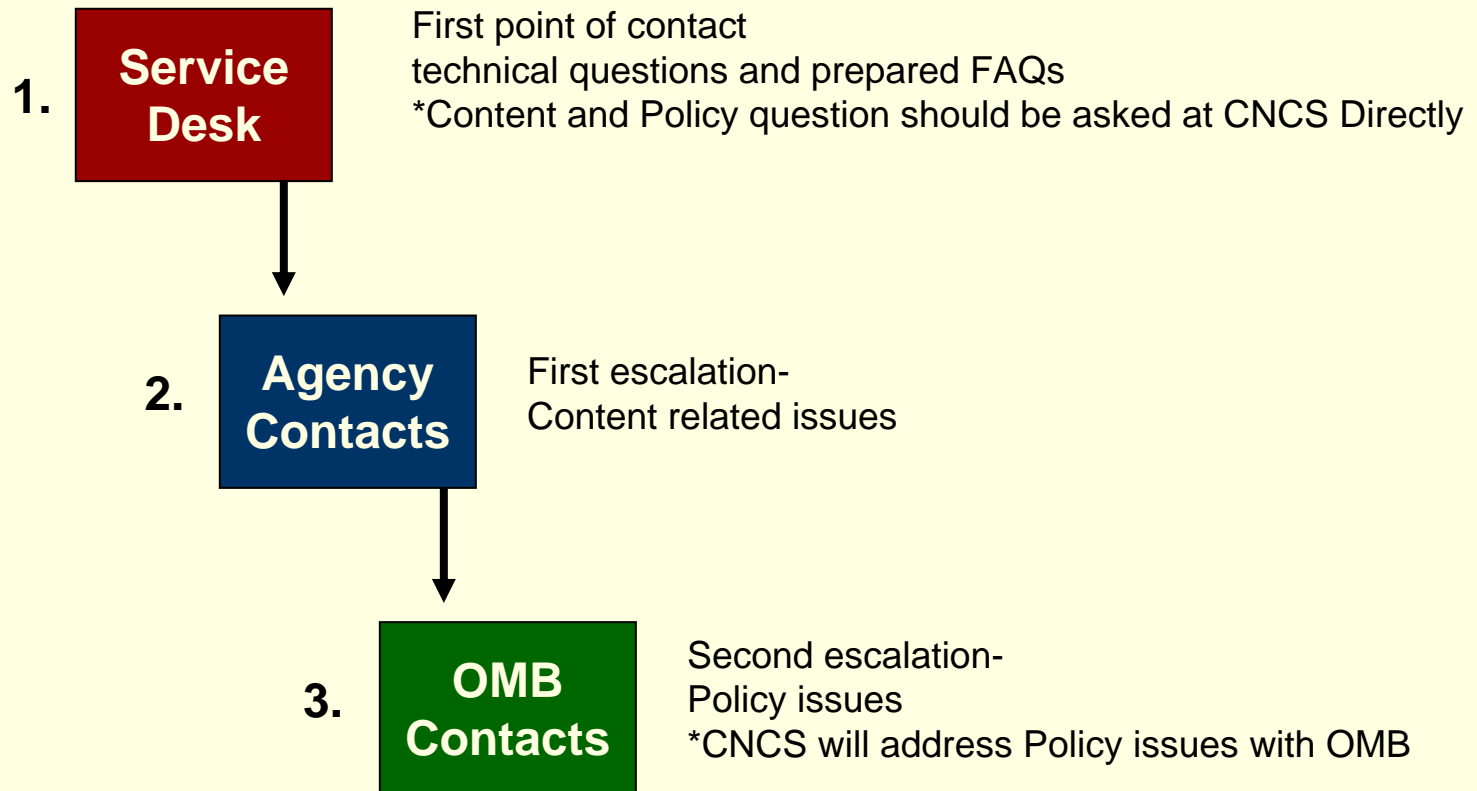 1.
Service
Desk
First point of contact
technical questions and prepared FAQs
*Content and Policy question should be asked at CNCS Directly
2.
Agency
Contacts
First escalation-
Content related issues
3.
OMB
Contacts
Second escalation-
Policy issues
*CNCS will address Policy issues with OMB